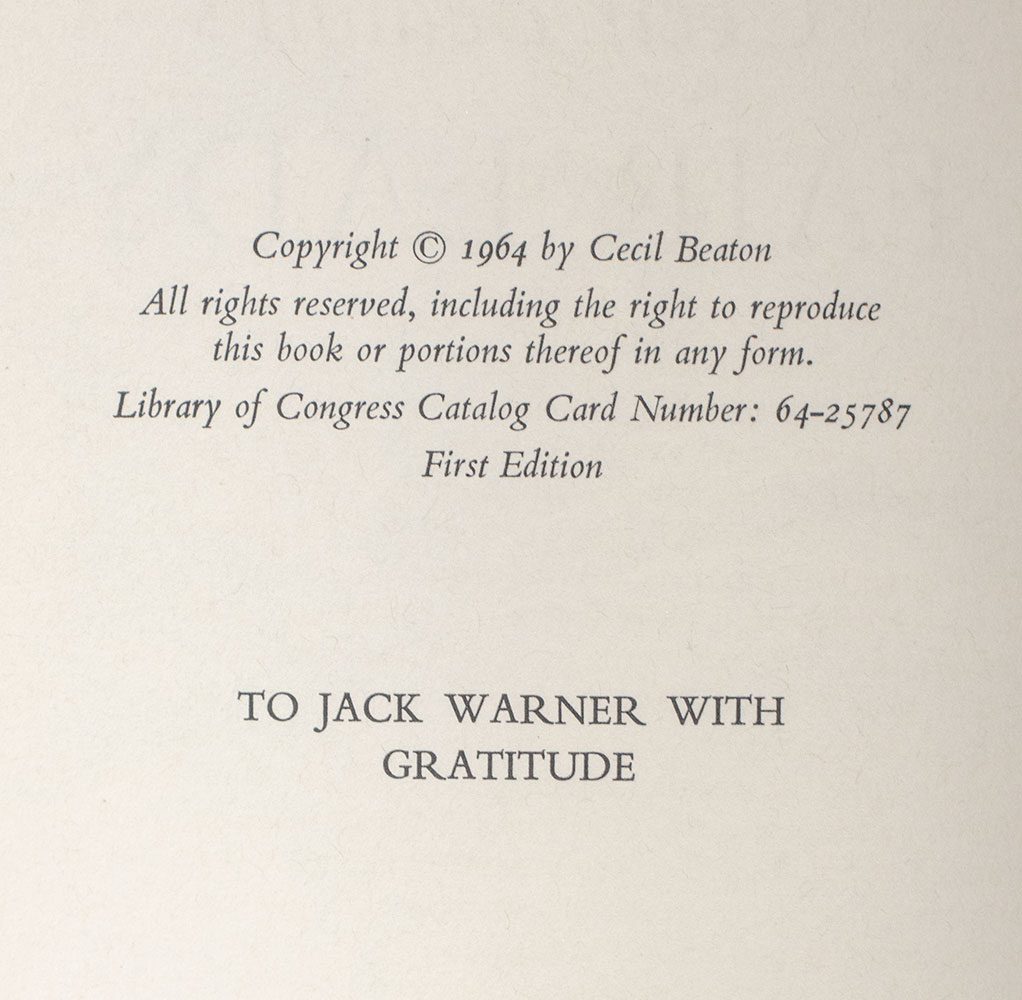 Copyright © 1964 by Cecil Beaton
All rights reserved, including the right to reproduce
this book or portions thereof in any form.
Library of Congress Catalog Card Number: 64–25787
First Edition
TO JACK WARNER WITH
GRATITUDE